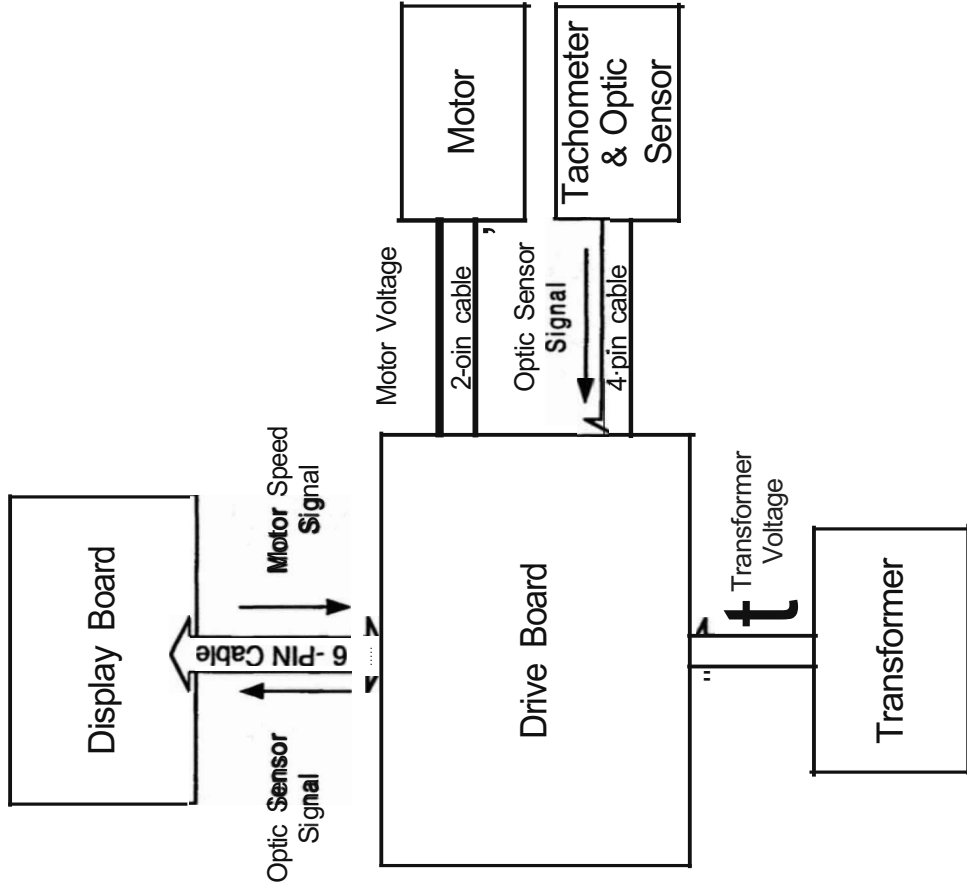 Display Board
Optic Sensor
Signal
6 -PIN Cable
Motor Speed
Signal
Drive Board
Motor Voltage
2-oin cable
Motor
Optic Sensor
Signal
4·pin cable
Tachometer
& Optic
Sensor
t
Transformer
Voltage
Transformer